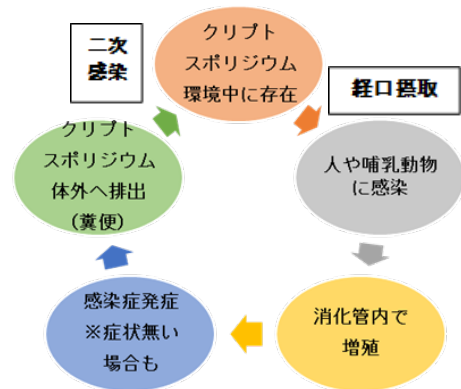 クリプト
スポリジウム
環境中に存在
経口摂取
人や哺乳動物
に感染
消化管内で
増殖
感染症発症
※症状無い
場合も
クリプト
スポリジウム
体外へ排出
(糞便)
二次
感染